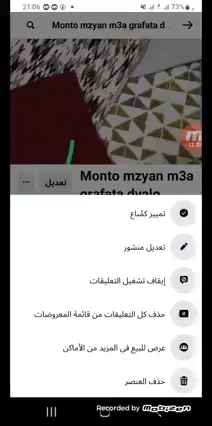 21:06
73%
Monto mzyan m3a grafata d...
12:20
Monto mzyan m3a
grafata dyalo
تعديل
تمييز كمُباع
تعديل منشور
إيقاف تشغيل التعليقات
حذف كل التعليقات من قائمة المعروضات
عرض للبيع في المزيد من الأماكن
حذف العنصر
Recorded by Mobizen